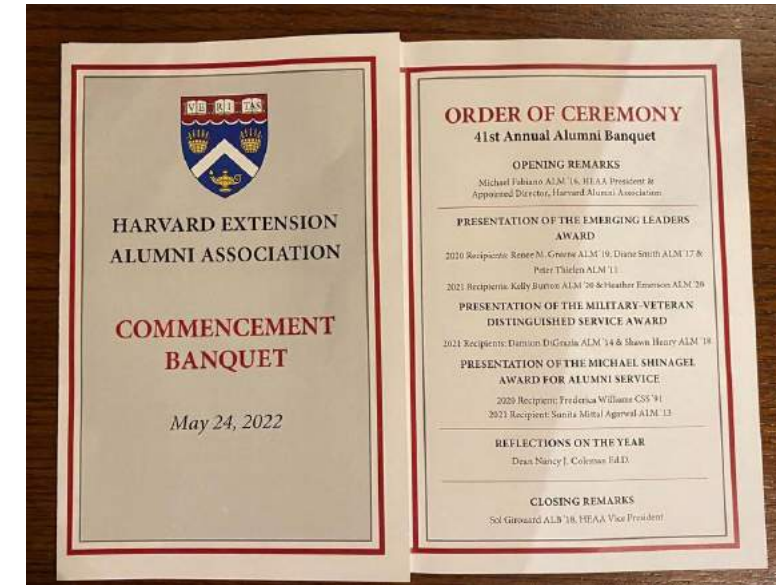 VE RI TAS
HARVARD EXTENSION
ALUMNI ASSOCIATION
COMMENCEMENT
BANQUET
May 24, 2022
ORDER OF CEREMONY
41st Annual Alumni Banquet
OPENING REMARKS
Michael Fabiano ALM '16, HEAA President &
Appointed Director, Harvard Alumni Association
PRESENTATION OF THE EMERGING LEADERS
AWARD
2020 Recipients: Renee M. Greene ALM '19, Diane Smith ALM '17 &
Peter Thielen ALM '11
2021 Recipients: Kelly Burton ALM '20 & Heather Emerson ALM '20
PRESENTATION OF THE MILITARY-VETERAN
DISTINGUISHED SERVICE AWARD
2021 Recipients: Damion DiGrazia ALM '14 & Shawn Henry ALM '18
PRESENTATION OF THE MICHAEL SHINAGEL
AWARD FOR ALUMNI SERVICE
2020 Recipient: Frederica Williams CSS '91
2021 Recipient: Sunita Mittal Agarwal ALM '13
REFLECTIONS ON THE YEAR
Dean Nancy J. Coleman Ed.D.
CLOSING REMARKS
Sol Girouard ALB '18, HEAA Vice President